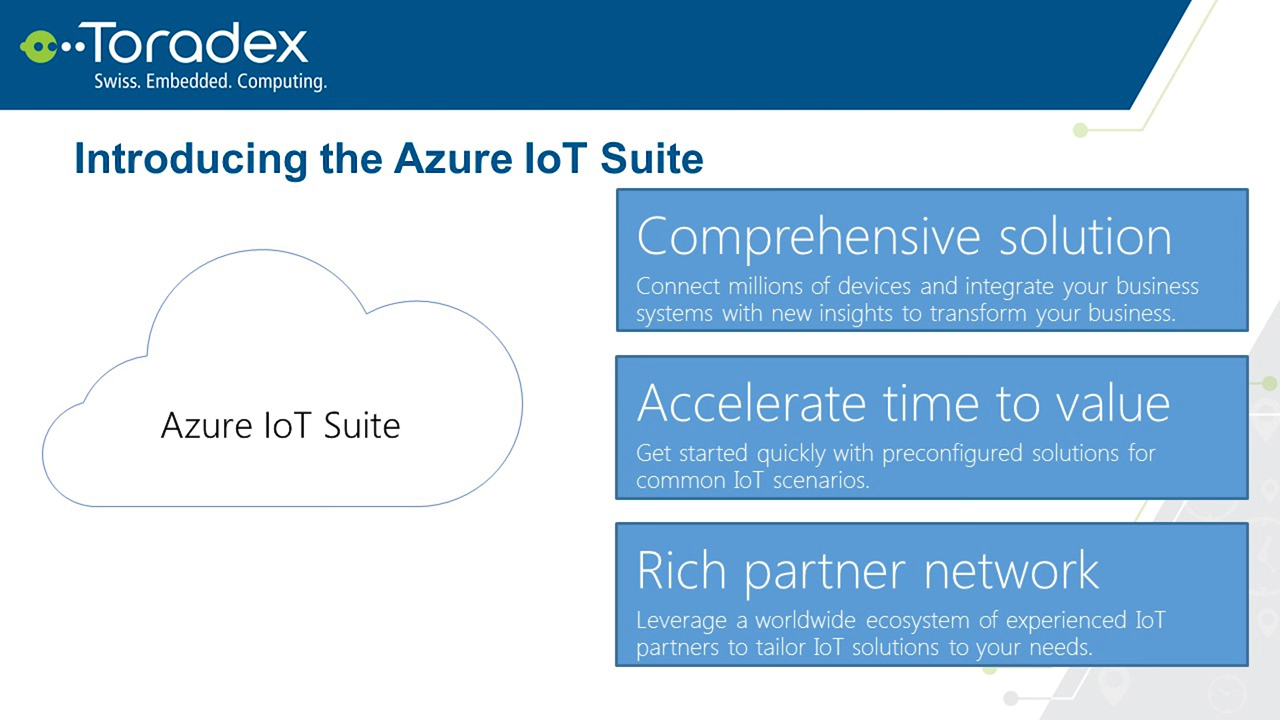 Toradex
Swiss. Embedded. Computing.
Introducing the Azure IoT Suite
Azure IoT Suite
Comprehensive solution
Connect millions of devices and integrate your business
systems with new insights to transform your business.
Accelerate time to value
Get started quickly with preconfigured solutions for
common IoT scenarios.
Rich partner network
Leverage a worldwide ecosystem of experienced IoT
partners to tailor IoT solutions to your needs.